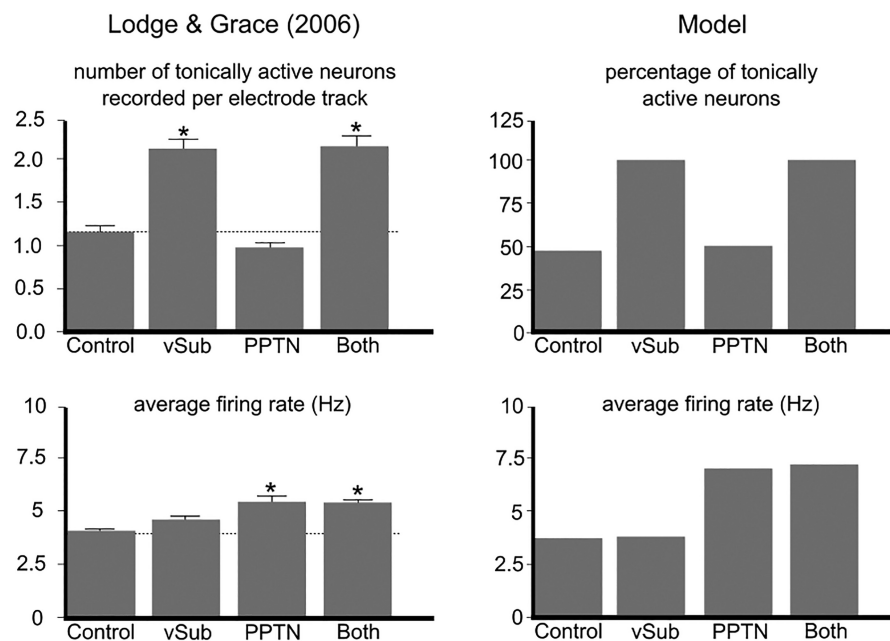 Lodge & Grace (2006)
number of tonically active neurons
recorded per electrode track
2.5
2.0
1.5
1.0
0.5
0.0
*
*
Control vSub PPTN Both
Model
percentage of tonically
active neurons
125
100
75
50
25
0
Control vSub PPTN Both
average firing rate (Hz)
10
7.5
5
2.5
0
*
*
Control vSub PPTN Both
average firing rate (Hz)
10
7.5
5
2.5
0
Control vSub PPTN Both